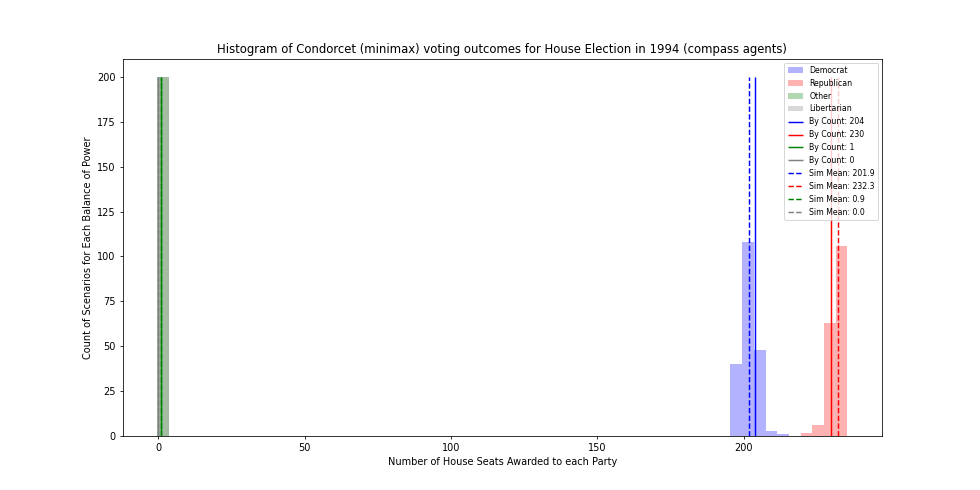 Histogram of Condorcet (minimax) voting outcomes for House Election in 1994 (compass agents)
Count of Scenarios for Each Balance of Power
200
175
150
125
100
75
50
25
0
Democrat
Republican
Other
Libertarian
By Count: 204
By Count: 230
By Count: 1
By Count: 0
Sim Mean: 201.9
Sim Mean: 232.3
Sim Mean: 0.9
Sim Mean: 0.0
0 50 100 150 200
Number of House Seats Awarded to each Party